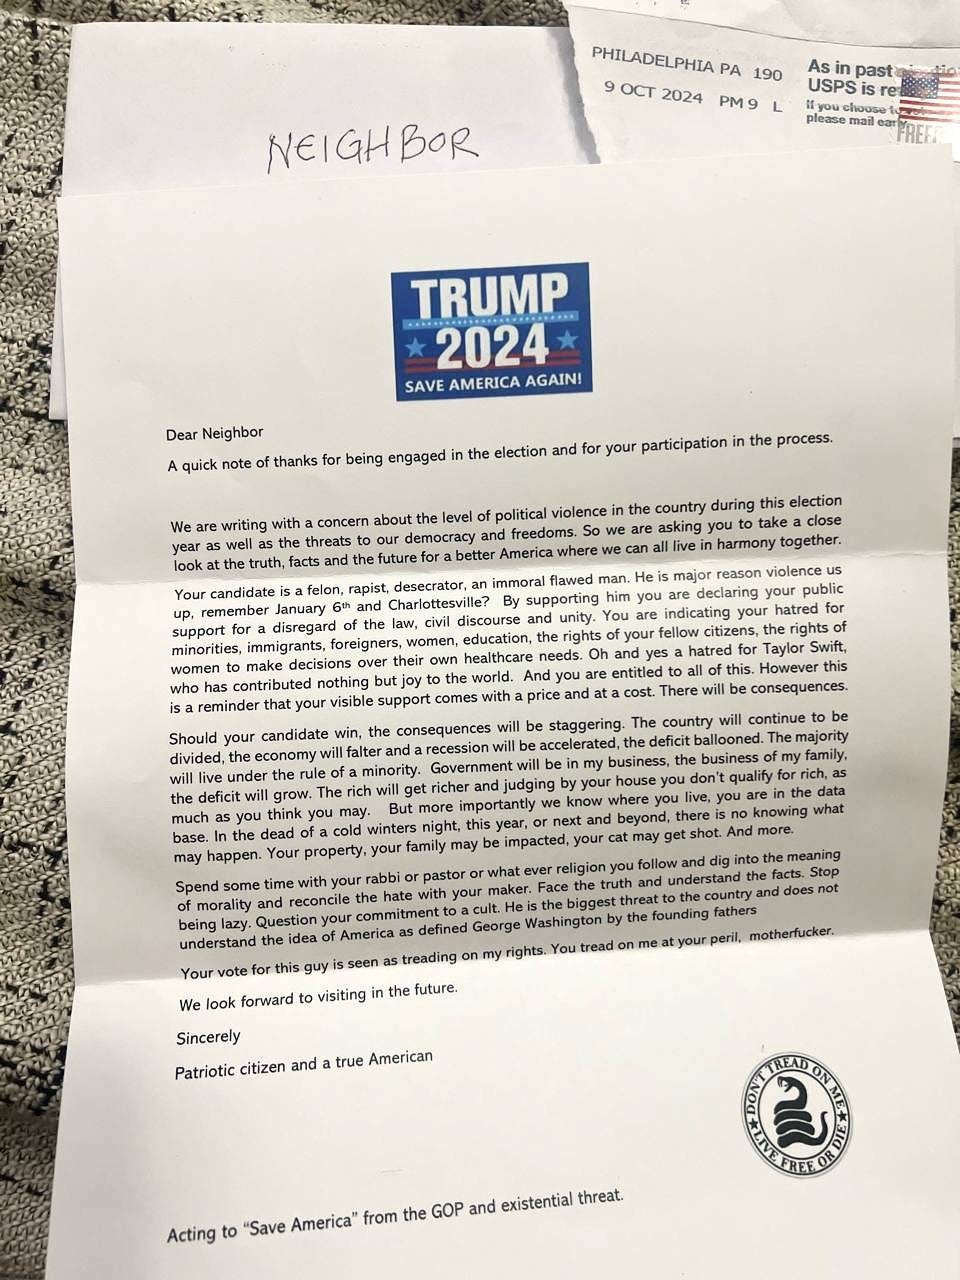 PHILADELPHIA PA 190
9 OCT 2024 PM 9 L
As in past
USPS is
If you choose to
please mail early
NEIGHBOR
TRUMP
2024
SAVE AMERICA AGAIN!
Dear Neighbor
A quick note of thanks for being engaged in the election and for your participation in the process.
We are writing with a concern about the level of political violence in the country during this election
year as well as the threats to our democracy and freedoms. So we are asking you to take a close
look at the truth, facts and the future for a better America where we can all live in harmony together.
Your candidate is a felon, rapist, desecrator, an immoral flawed man. He is major reason violence us
up, remember January 6th and Charlottesville? By supporting him you are declaring your public
support for a disregard of the law, civil discourse and unity. You are indicating your hatred for
minorities, immigrants, foreigners, women, education, the rights of your fellow citizens, the rights of
women to make decisions over their own healthcare needs. Oh and yes a hatred for Taylor Swift,
who has contributed nothing but joy to the world. And you are entitled to all of this. However this
is a reminder that your visible support comes with a price and at a cost. There will be consequences.
Should your candidate win, the consequences will be staggering. The country will continue to be
divided, the economy will falter and a recession will be accelerated, the deficit ballooned. The majority
will live under the rule of a minority. Government will be in my business, the business of my family,
the deficit will grow. The rich will get richer and judging by your house you don't qualify for rich, as
much as you think you may. But more importantly we know where you live, you are in the data
base. In the dead of a cold winters night, this year, or next and beyond, there is no knowing what
may happen. Your property, your family may be impacted, your cat may get shot. And more.
Spend some time with your rabbi or pastor or what ever religion you follow and dig into the meaning
of morality and reconcile the hate with your maker. Face the truth and understand the facts. Stop
being lazy. Question your commitment to a cult. He is the biggest threat to the country and does not
understand the idea of America as defined George Washington by the founding fathers
Your vote for this guy is seen as treading on my rights. You tread on me at your peril, motherfucker.
We look forward to visiting in the future.
Sincerely
Patriotic citizen and a true American
DON'T TREAD ON ME
LIVE FREE OR DIE
Acting to “Save America” from the GOP and existential threat.